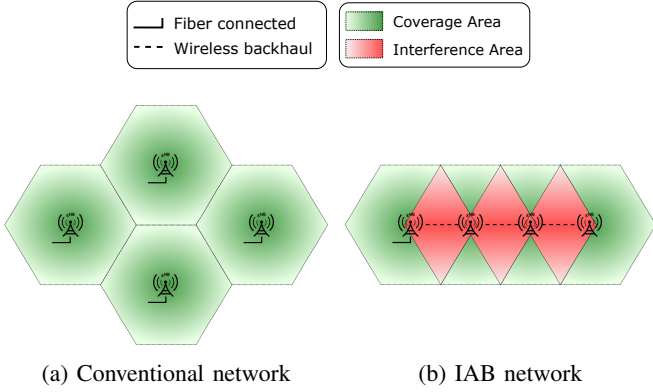 Fiber connected
Wireless backhaul
Coverage Area
Interference Area
(a) Conventional network
(b) IAB network